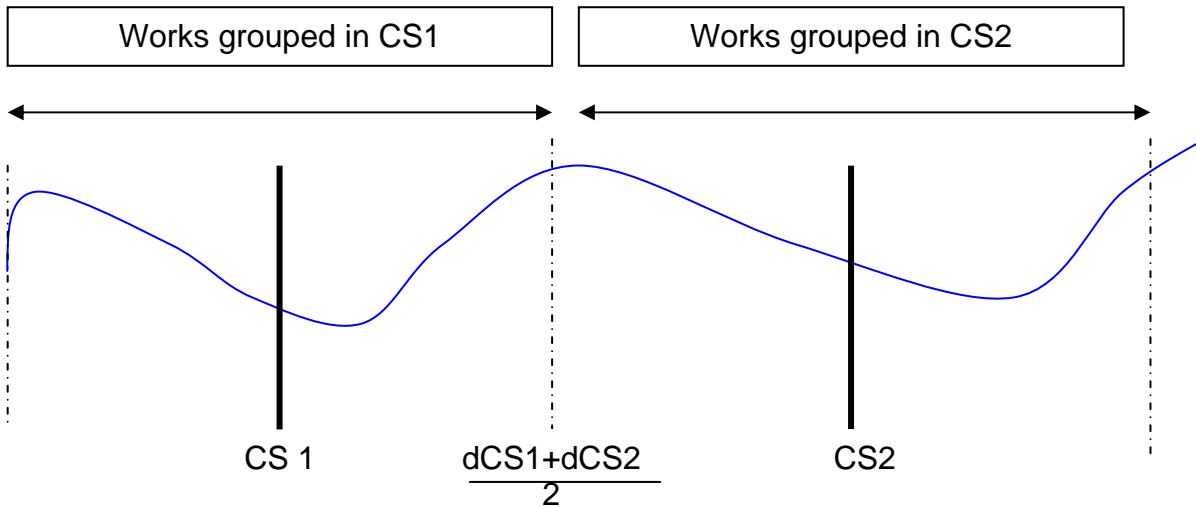 Works grouped in CS1
Works grouped in CS2
CS 1
dCS1+dCS2
2
CS2